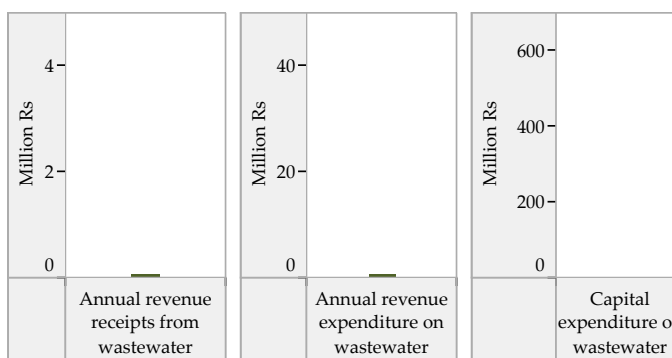 Million Rs
4
2
0
Annual revenue
receipts from
wastewater
Million Rs
40
20
0
Annual revenue
expenditure on
wastewater
Million Rs
600
400
200
0
Capital
expenditure o
wastewater